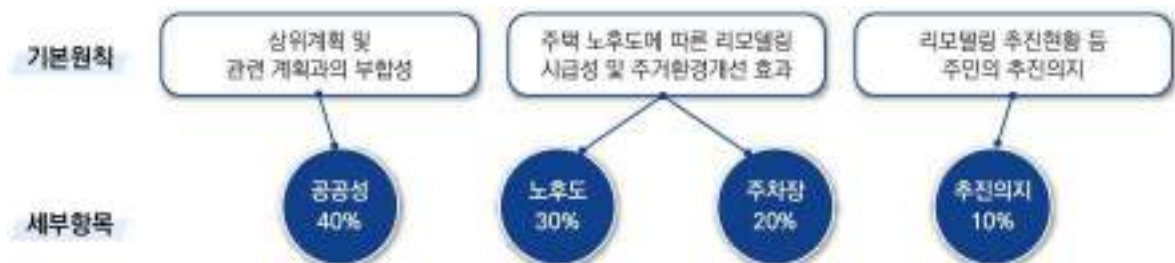 기본원칙
상위계획 및
관련 계획과의 부합성
주택 노후도에 따른 리모델링
시급성 및 주거환경개선 효과
리모델링 추진현황 등
주민의 추진의지
세부항목
공공성
40%
노후도
30%
주차장
20%
추진의지
10%